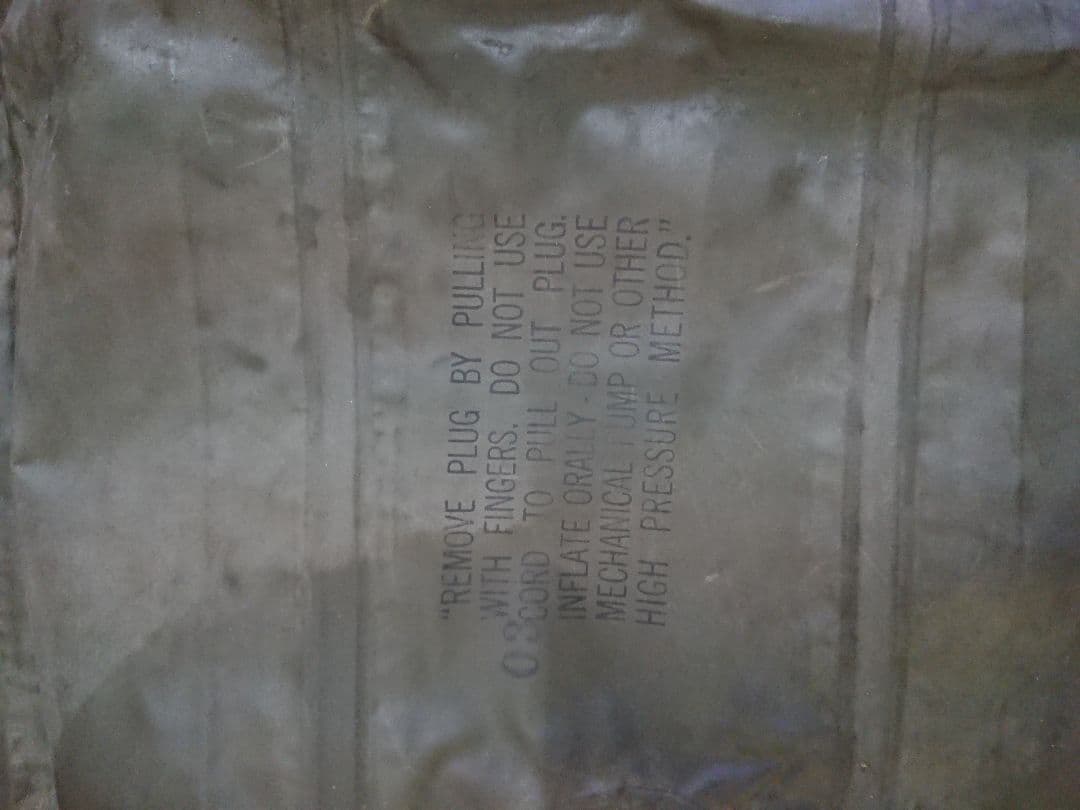 "REMOVE PLUG BY PULLING
WITH FINGERS. DO NOT USE
03
CORD TO PULL OUT PLUG.
INFLATE ORALLY - DO NOT USE
MECHANICAL PUMP OR OTHER
HIGH PRESSURE METHOD."